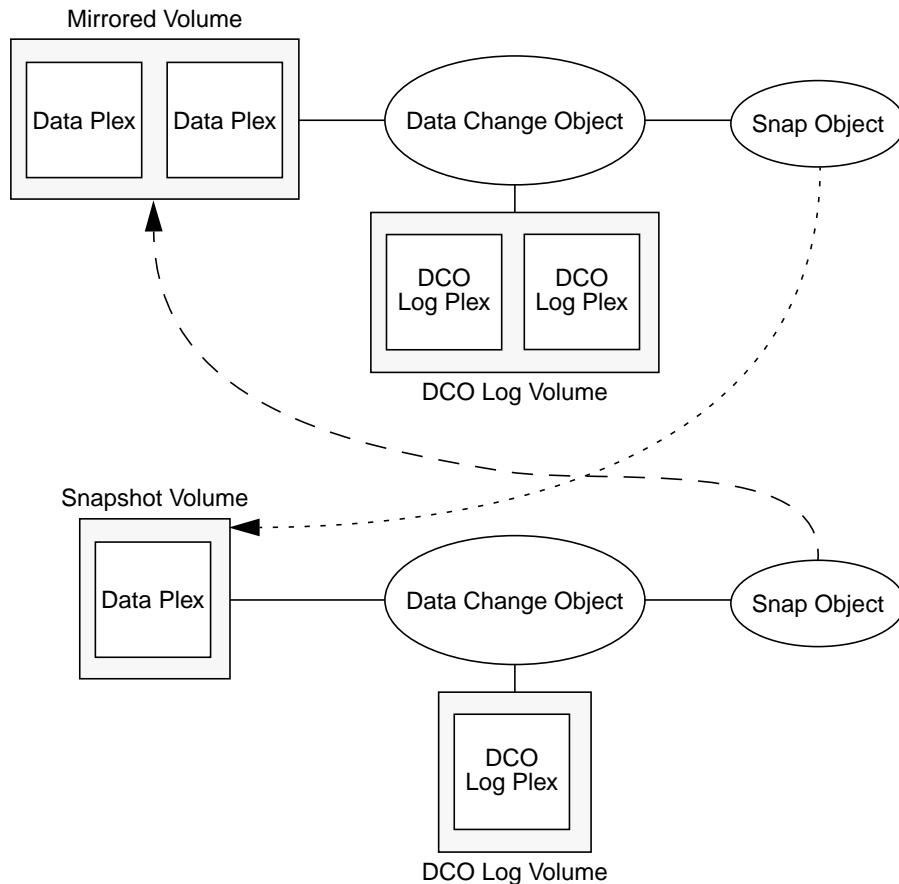 Mirrored Volume
Data Plex
Data Plex
Data Change Object
Snap Object
DCO
Log Plex
DCO
Log Plex
DCO Log Volume
Snapshot Volume
Data Plex
Data Change Object
Snap Object
DCO
Log Plex
DCO Log Volume